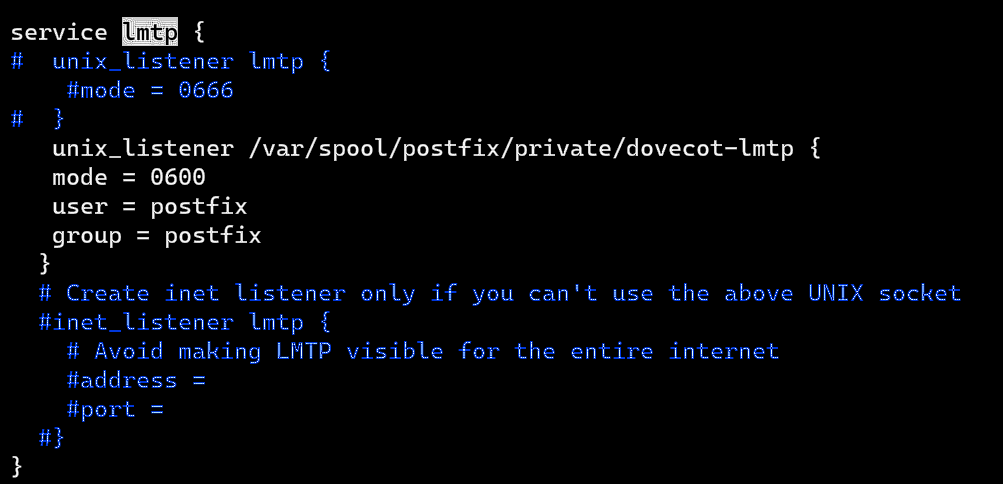 service lmtp {
#  unix_listener lmtp {
    #mode = 0666
#  }
   unix_listener /var/spool/postfix/private/dovecot-lmtp {
   mode = 0600
   user = postfix
   group = postfix
  }
  # Create inet listener only if you can't use the above UNIX socket
  #inet_listener lmtp {
    # Avoid making LMTP visible for the entire internet
    #address =
    #port =
  #}
}